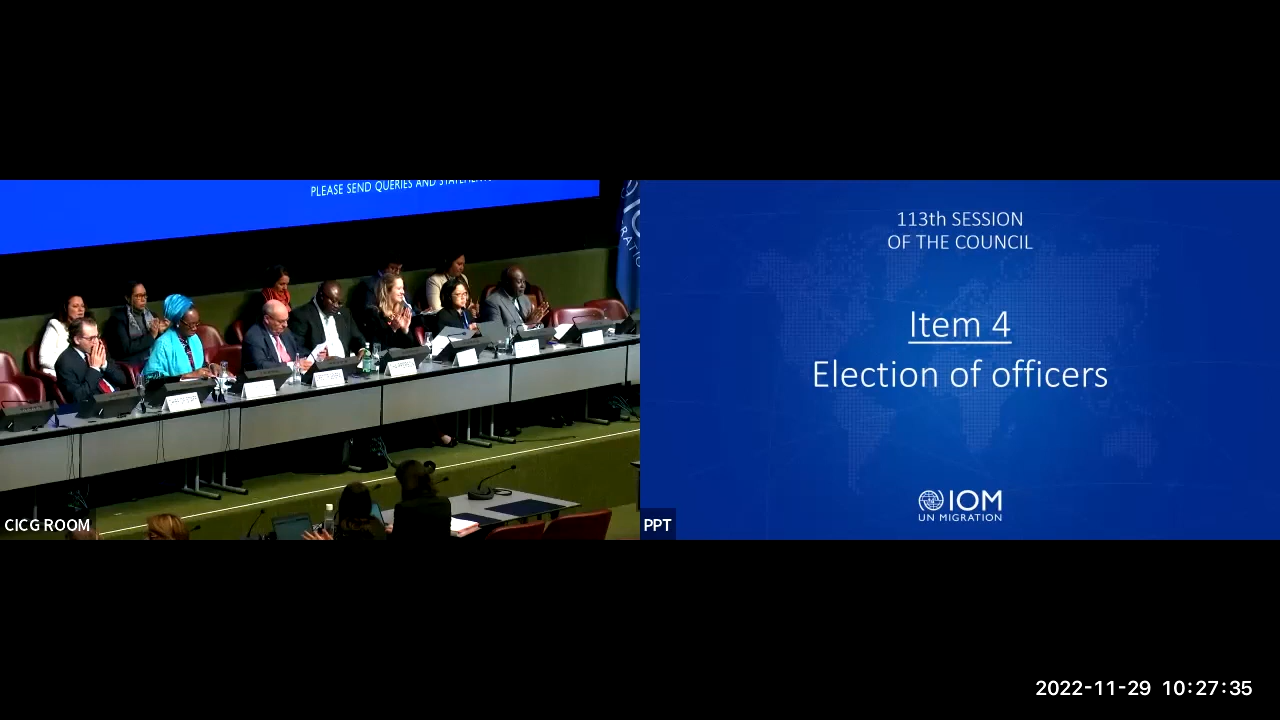 PLEASE SEND QUERIES AND STATEMENTS
CICG ROOM
113th SESSION
OF THE COUNCIL
Item 4
Election of officers
IOM
UN MIGRATION
PPT
2022-11-29 10:27:35